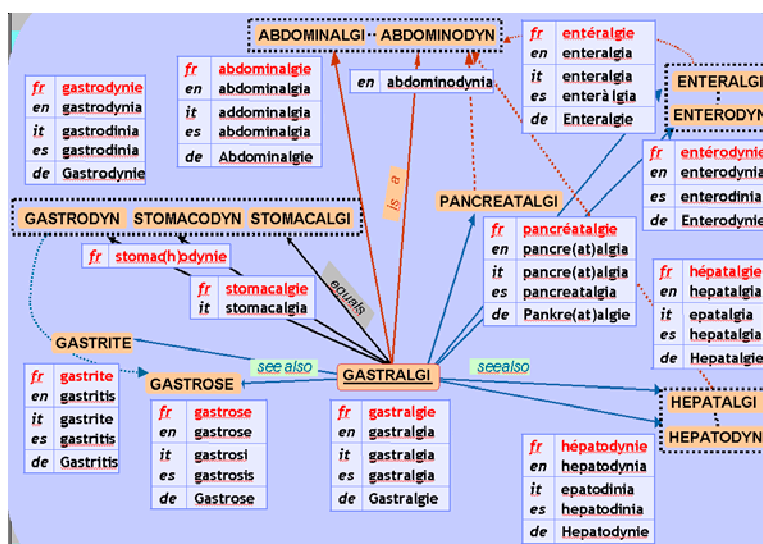 ABDOMINALGI ABDOMINODYN
fr abdominalgie
en abdominalgia
it addominalgia
es abdominalgia
de Abdominalgie
en abdominodynia
fr entéralgie
en enteralgia
it enteralgia
es enteràlgia
de Enteralgie
ENTERALGI
ENTERODYN
fr gastrodynie
en gastrodynia
it gastrodinia
es gastrodinia
de Gastrodynie
fr entérodynie
en enterodynia
es enterodinia
de Enterodynie
is a
PANCREATALGI
fr pancréatalgie
en pancre(at)algia
it pancre(at)algia
es pancreatalgia
de Pankre(at)algie
GASTRODYN STOMACODYN STOMACALGI
fr stomac(h)odynie
fr stomacalgie
it stomacalgia
equals
fr hépatalgie
en hepatalgia
it epatalgia
es hepatalgia
de Hepatalgie
GASTRITE
fr gastrite
en gastritis
it gastrite
es gastritis
de Gastritis
see also
GASTRALGI
seealso
GASTROSE
fr gastrose
en gastrose
it gastrosi
es gastrosis
de Gastrose
fr gastralgie
en gastralgia
it gastralgia
es gastralgia
de Gastralgie
HEPATALGI
HEPATODYN
fr hépatodynie
en hepatodynia
it epatodinia
es hepatodinia
de Hepatodynie